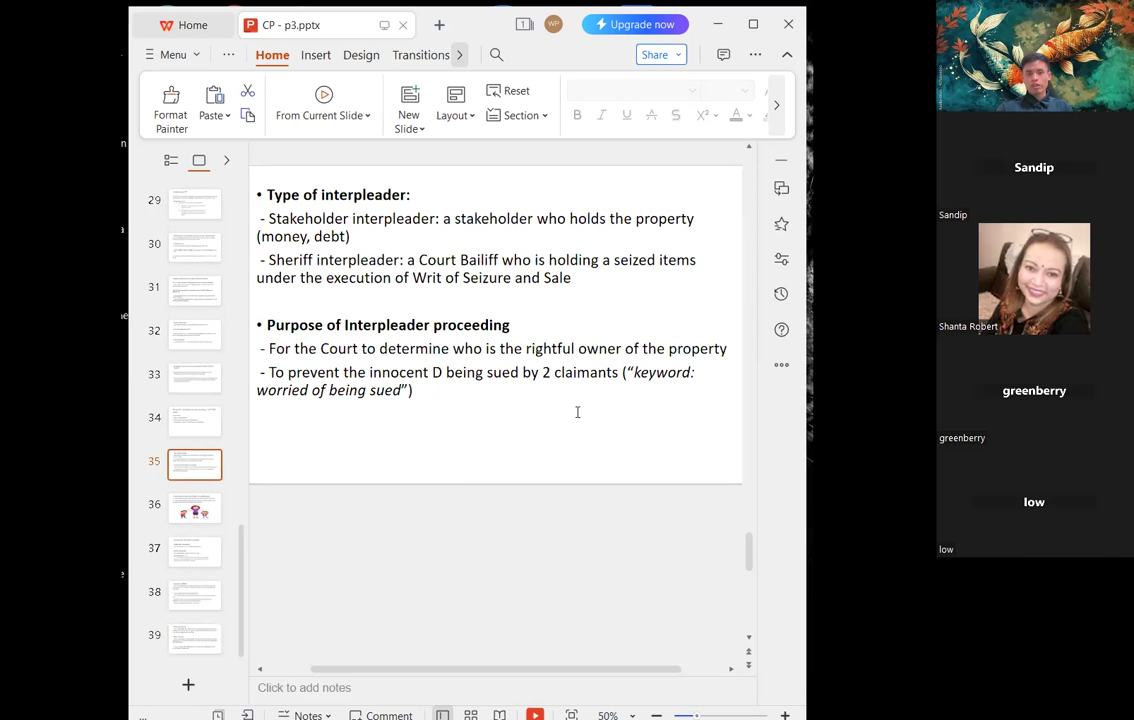 Home
CP - p3.pptx
1
WP
Upgrade now
Menu
Home
Insert
Design
Transitions
Share
Format Painter
Paste
From Current Slide
New Slide
Layout
Reset
Section
B I U A S X² A
29
30
31
32
33
34
35
36
37
38
39
• Type of interpleader:
- Stakeholder interpleader: a stakeholder who holds the property
(money, debt)
- Sheriff interpleader: a Court Bailiff who is holding a seized items
under the execution of Writ of Seizure and Sale
• Purpose of Interpleader proceeding
- For the Court to determine who is the rightful owner of the property
- To prevent the innocent D being sued by 2 claimants (“keyword:
worried of being sued”)
Click to add notes
Notes
Comment
50%
Sandip
Sandip
Shanta Robert
greenberry
greenberry
low
low